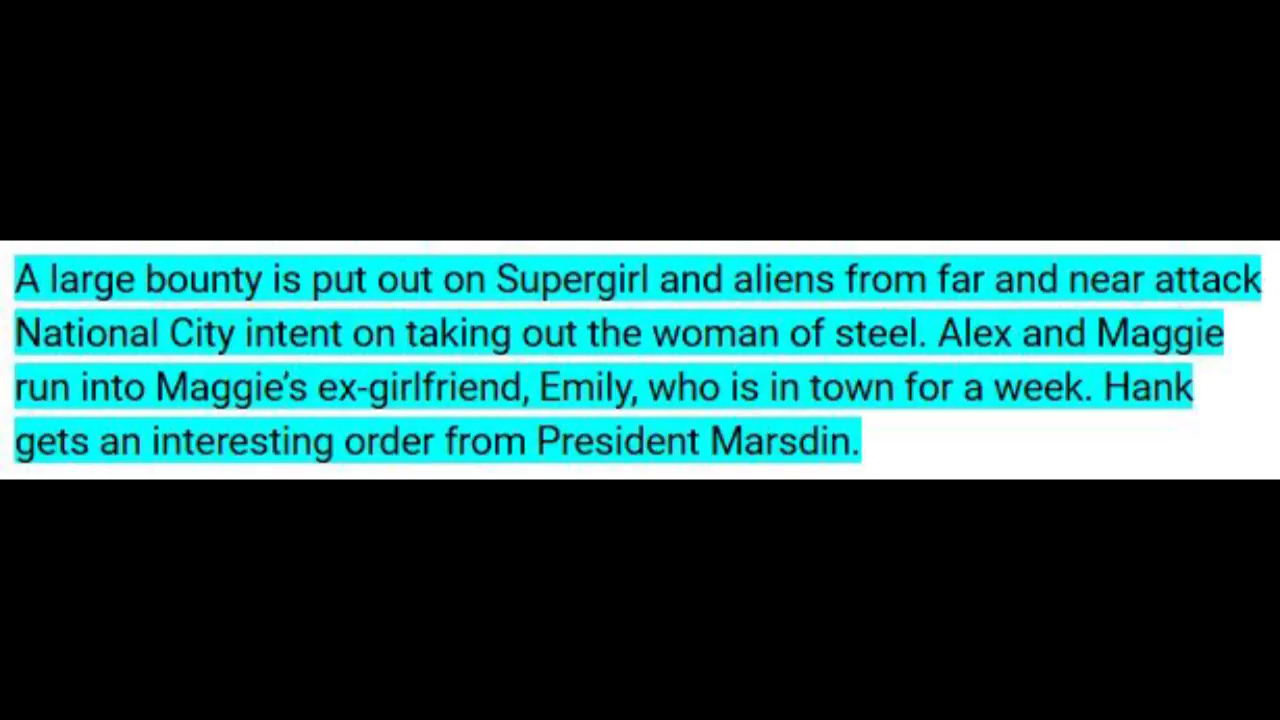 A large bounty is put out on Supergirl and aliens from far and near attack
National City intent on taking out the woman of steel. Alex and Maggie
run into Maggie’s ex-girlfriend, Emily, who is in town for a week. Hank
gets an interesting order from President Marsdin.